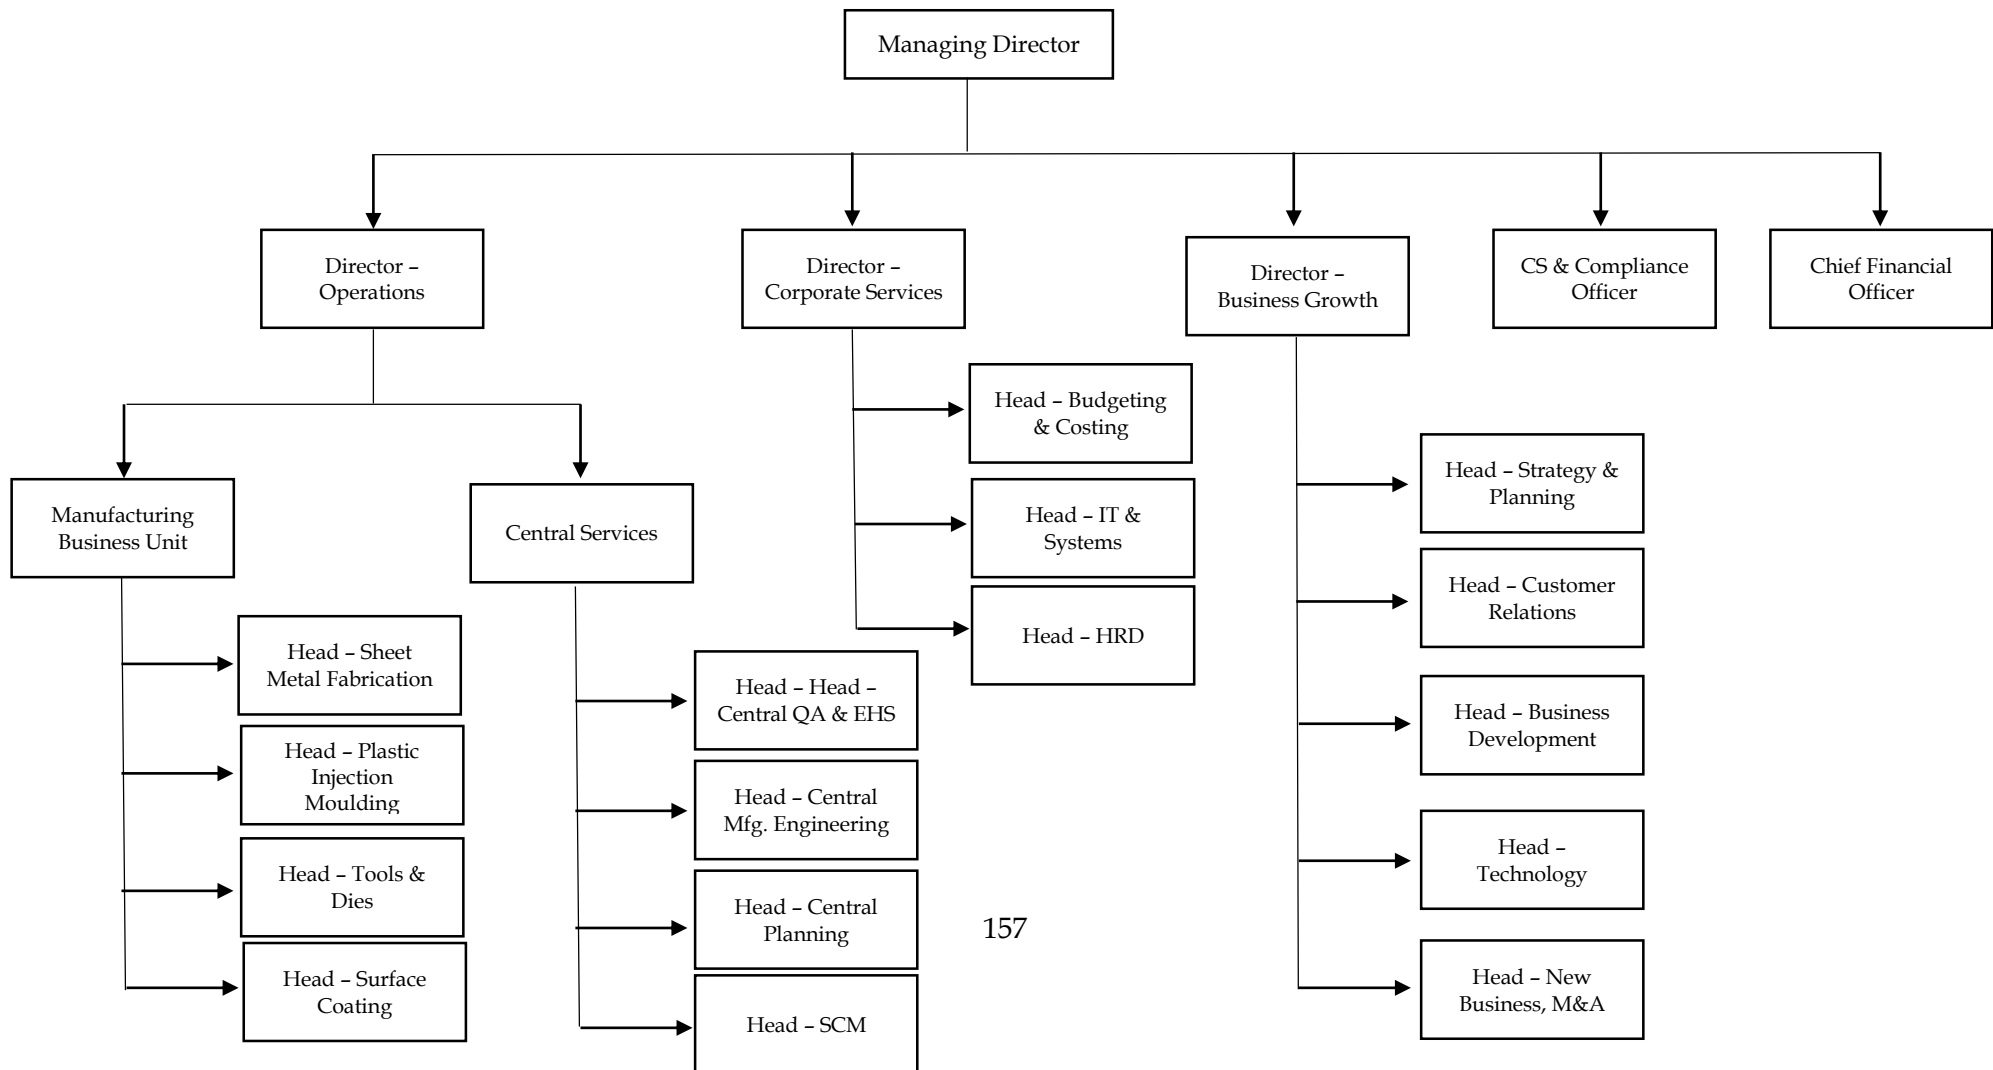 Managing Director
Director –
Operations
Director –
Corporate Services
Director –
Business Growth
CS & Compliance
Officer
Chief Financial
Officer
Manufacturing
Business Unit
Head – Sheet
Metal Fabrication
Head – Plastic
Injection
Moulding
Head – Tools &
Dies
Head – Surface
Coating
Central Services
Head – Head –
Central QA & EHS
Head – Central
Mfg. Engineering
Head – Central
Planning
Head – SCM
Head – Budgeting
& Costing
Head – IT &
Systems
Head – HRD
Head – Strategy &
Planning
Head – Customer
Relations
Head – Business
Development
Head –
Technology
Head – New
Business, M&A
157